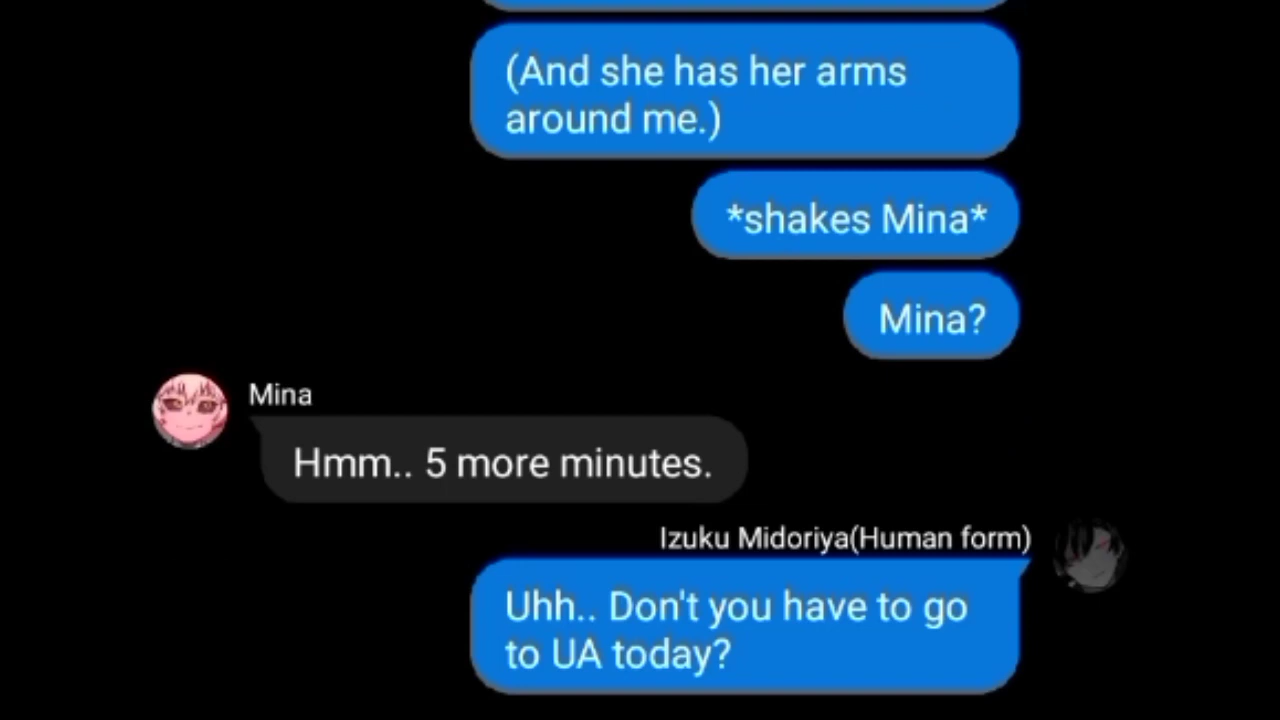 (And she has her arms
around me.)
*shakes Mina*
Mina?
Mina
Hmm.. 5 more minutes.
Izuku Midoriya(Human form)
Uhh.. Don't you have to go
to UA today?